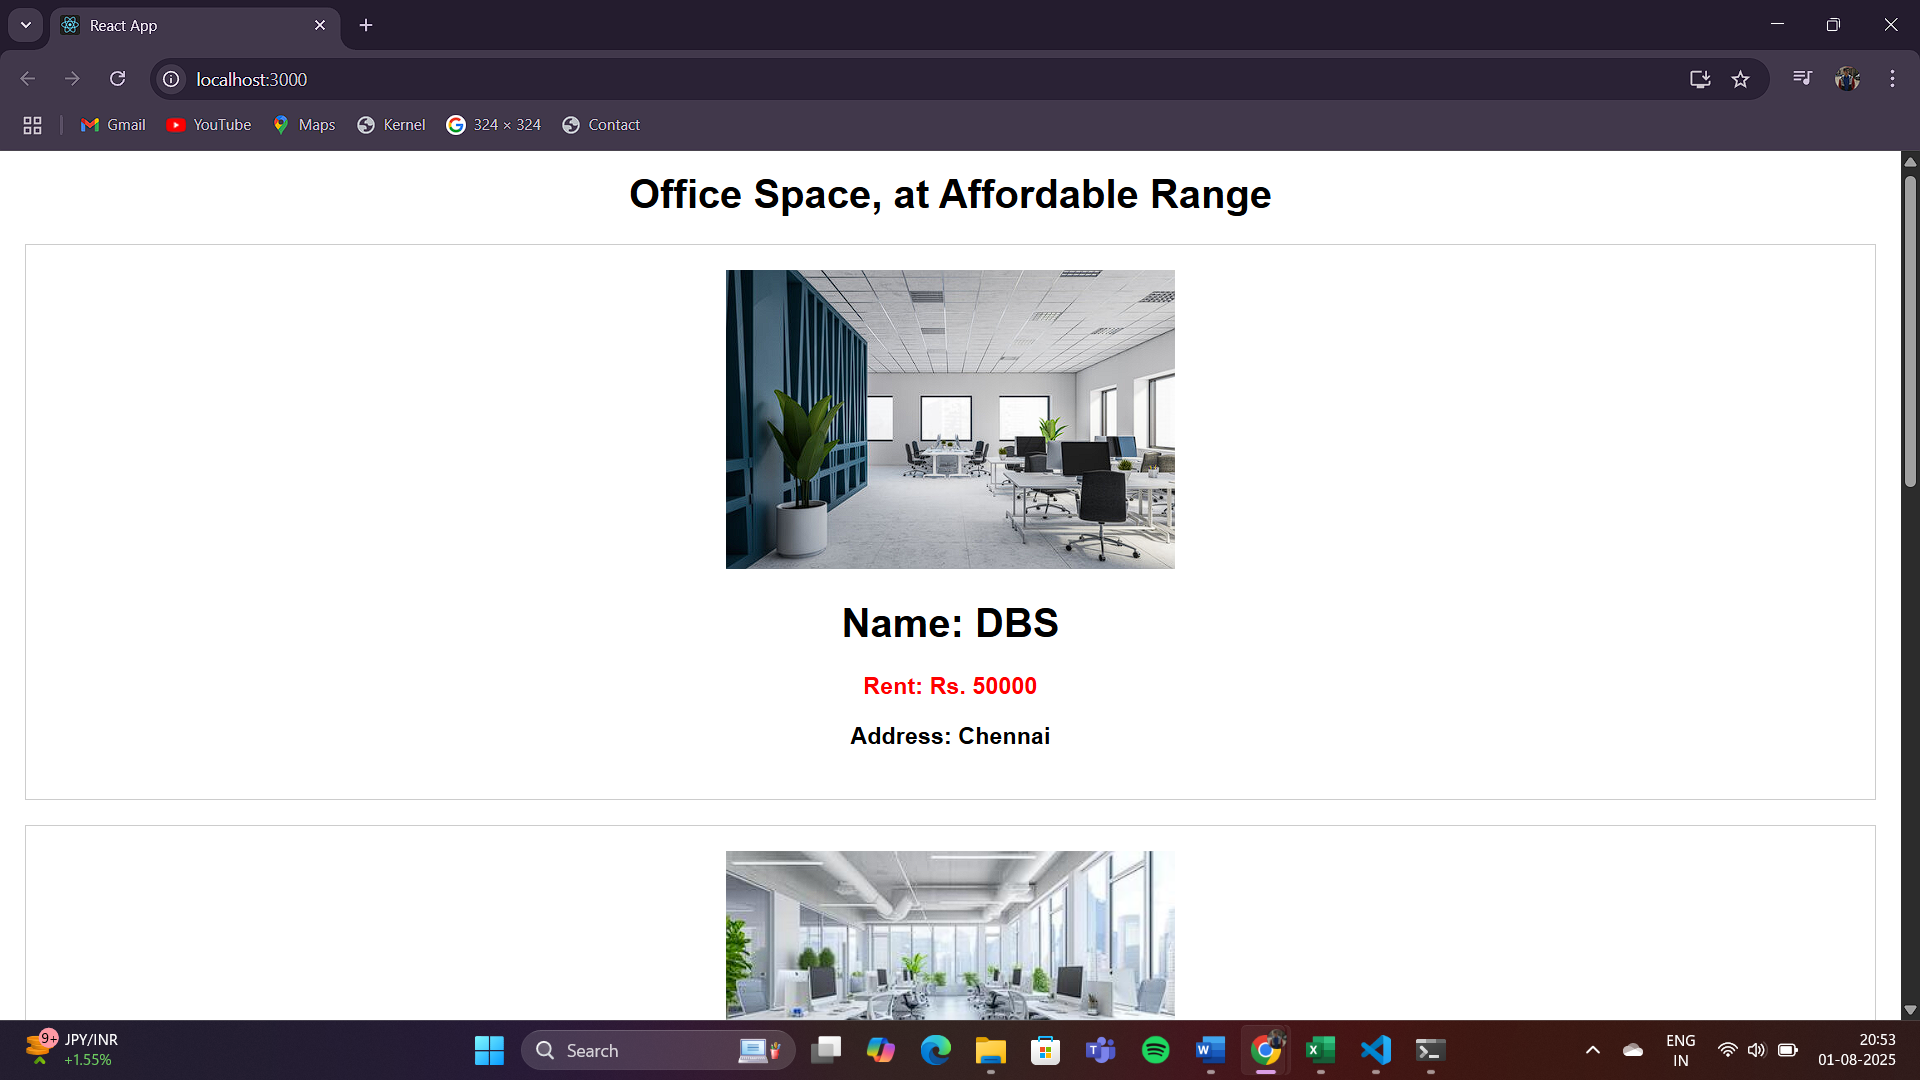 React App
localhost:3000
Gmail
YouTube
Maps
Kernel
324 × 324
Contact
Office Space, at Affordable Range
Name: DBS
Rent: Rs. 50000
Address: Chennai
9+
JPY/INR
+1.55%
Search
ENG
IN
20:53
01-08-2025